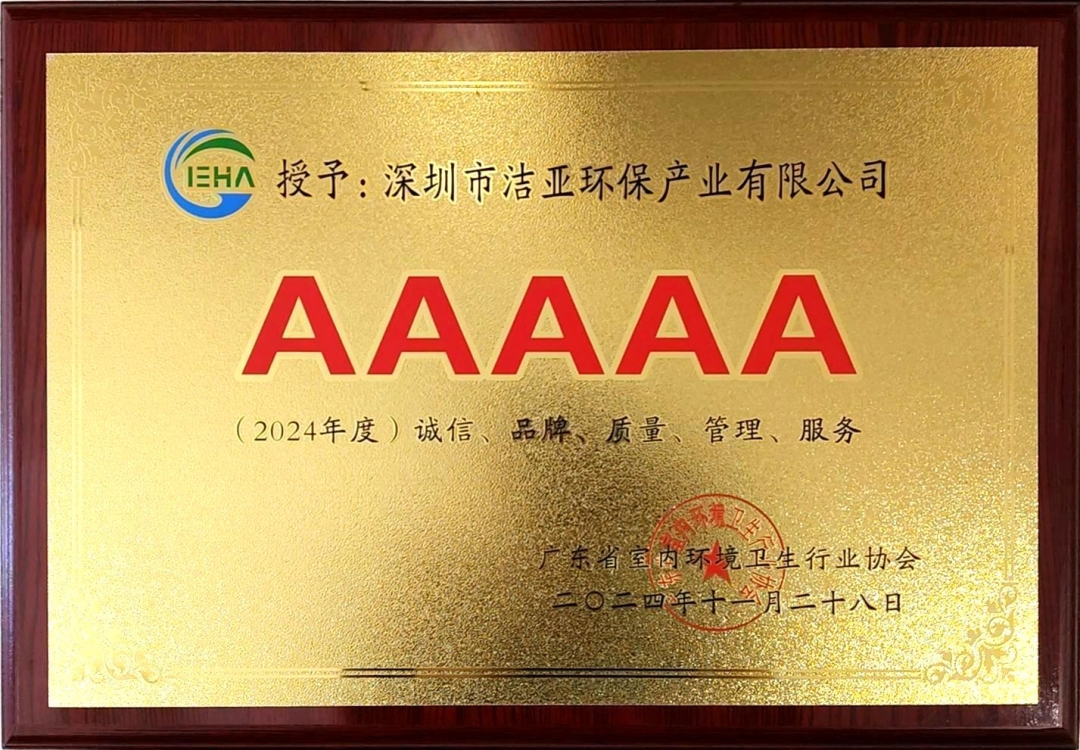 IEHA
授予：深圳市洁亚环保产业有限公司
AAAAA
（2024年度）诚信、品牌、质量、管理、服务
广东省室内环境卫生行业协会
二〇二四年十一月二十八日